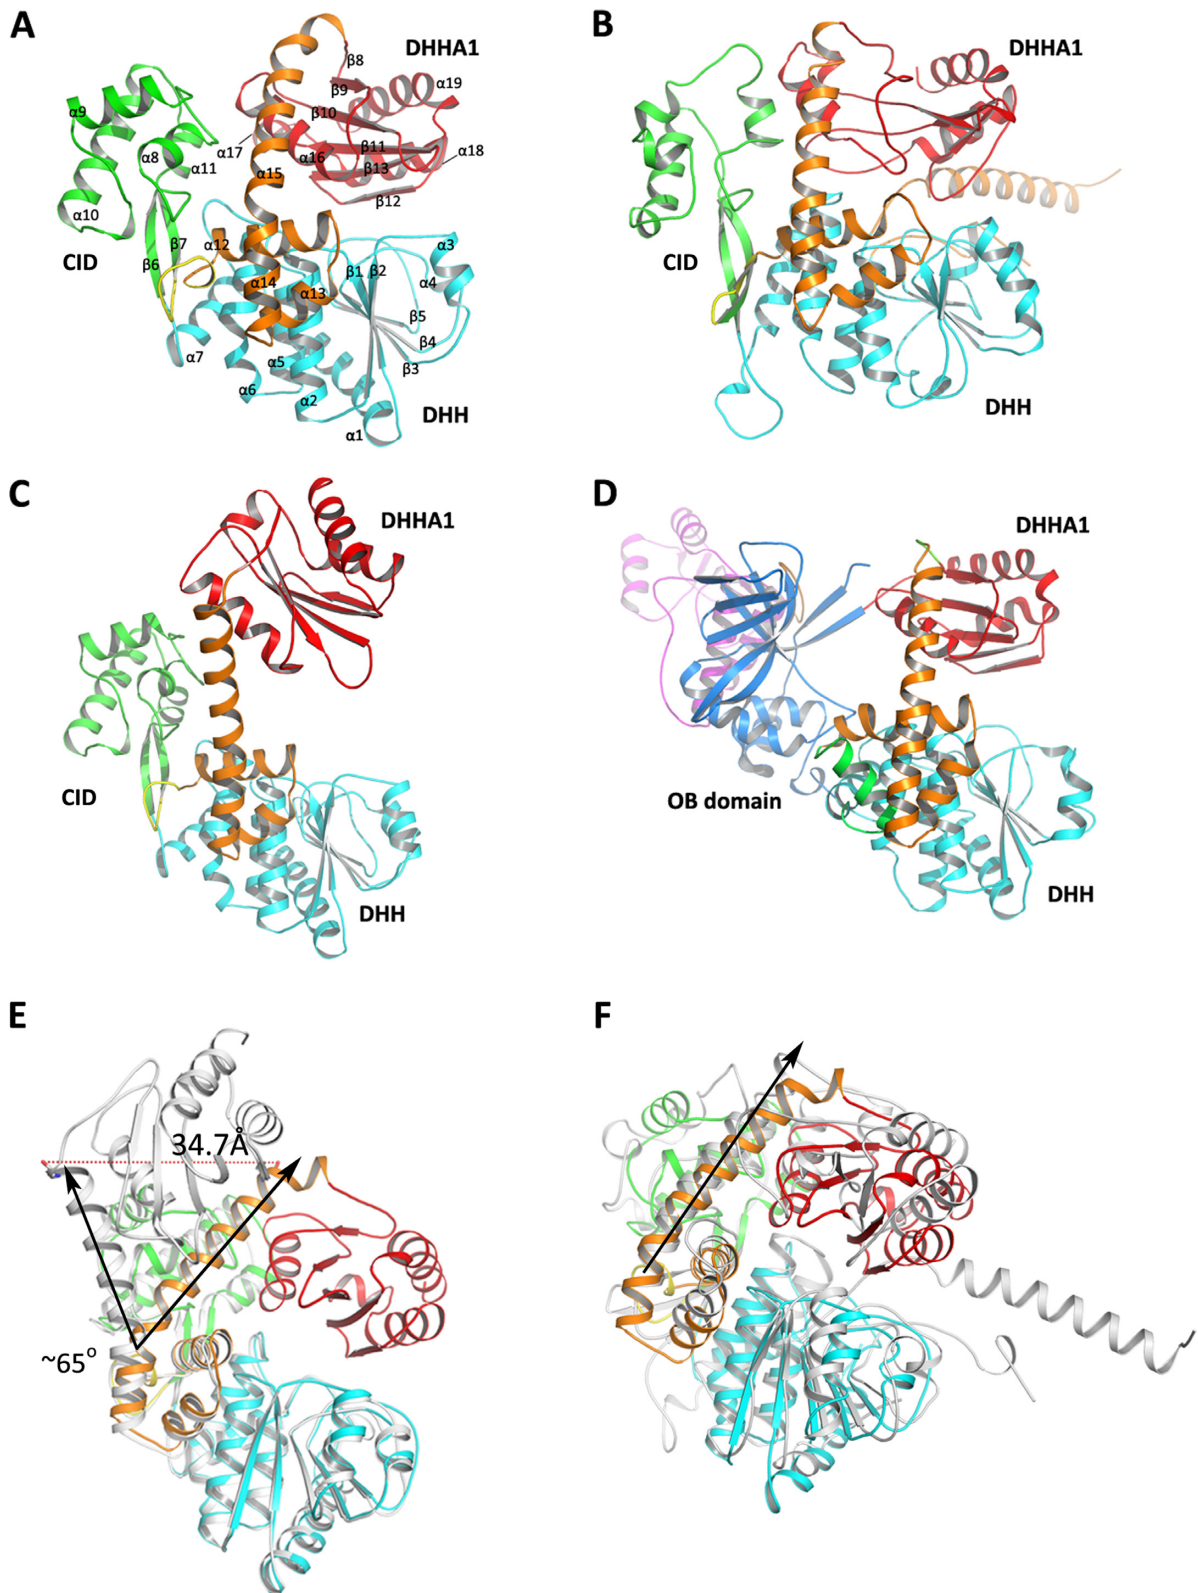 A
DHHA1
β8
α19
β9
α9
β10
α8
α17
α11
α16
β11
α18
α15
β13
β12
α10
CID
β7
α12
α3
β6
β1
β2
α14
α13
α4
β5
α7
α5
β4
β3
α6
α2
DHH
α1
B
DHHA1
CID
DHH
C
DHHA1
CID
DHH
D
DHHA1
OB domain
DHH
E
34.7Å
~65°
F